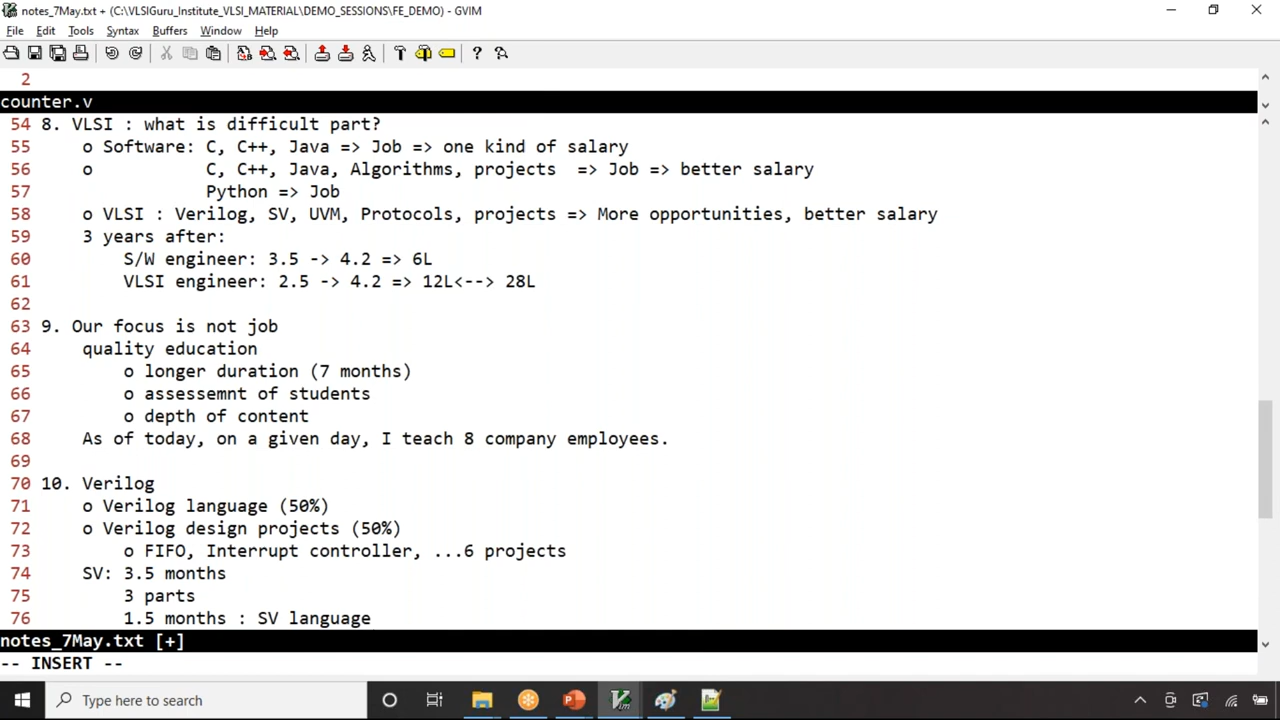 notes_7May.txt + (C:\VLSIGuru_Institute_VLSI_MATERIAL\DEMO_SESSIONS\FE_DEMO) - GVIM
File Edit Tools Syntax Buffers Window Help
2
counter.v
54 8. VLSI : what is difficult part?
55 o Software: C, C++, Java => Job => one kind of salary
56 o C, C++, Java, Algorithms, projects => Job => better salary
57 Python => Job
58 o VLSI : Verilog, SV, UVM, Protocols, projects => More opportunities, better salary
59 3 years after:
60 S/W engineer: 3.5 -> 4.2 => 6L
61 VLSI engineer: 2.5 -> 4.2 => 12L<--> 28L
62
63 9. Our focus is not job
64 quality education
65 o longer duration (7 months)
66 o assessemnt of students
67 o depth of content
68 As of today, on a given day, I teach 8 company employees.
69
70 10. Verilog
71 o Verilog language (50%)
72 o Verilog design projects (50%)
73 o FIFO, Interrupt controller, ...6 projects
74 SV: 3.5 months
75 3 parts
76 1.5 months : SV language
notes_7May.txt [+]
-- INSERT --
Type here to search